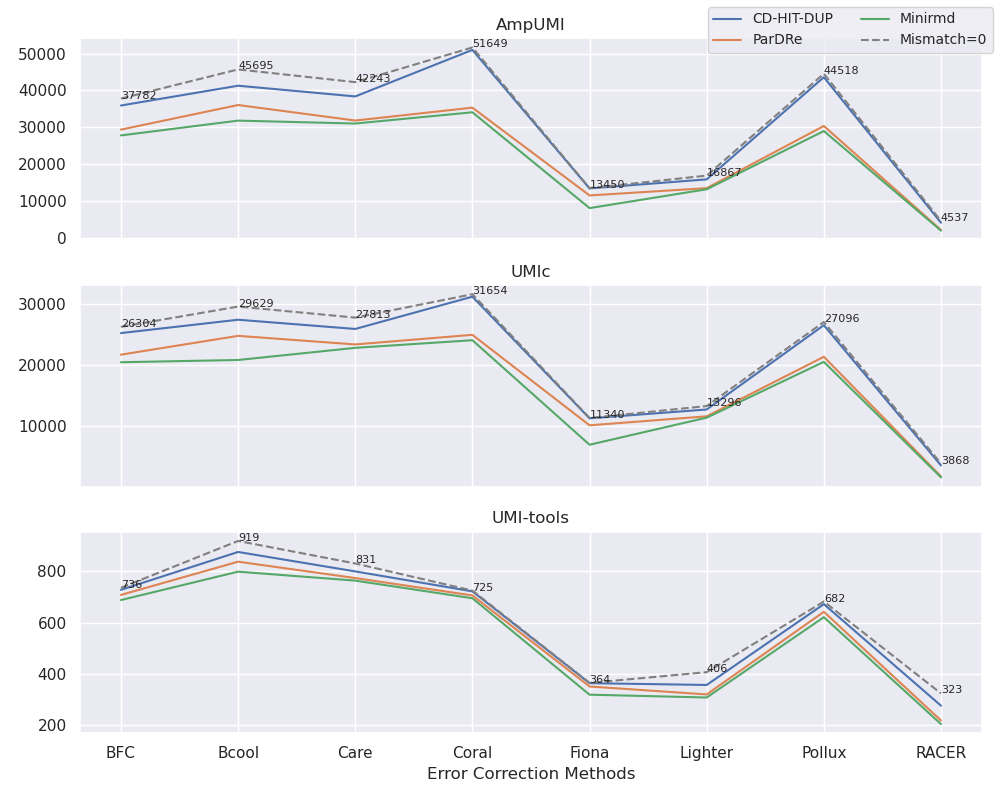 AmpUMI
CD-HIT-DUP
ParDRe
Minirmd
Mismatch=0
50000
40000
30000
20000
10000
0
37782
45695
42243
51649
13450
16867
44518
4537
UMIc
30000
20000
10000
26304
29629
27813
31654
11340
13296
27096
3868
UMI-tools
800
600
400
200
736
919
831
725
364
406
682
323
BFC
Bcool
Care
Coral
Fiona
Lighter
Pollux
RACER
Error Correction Methods